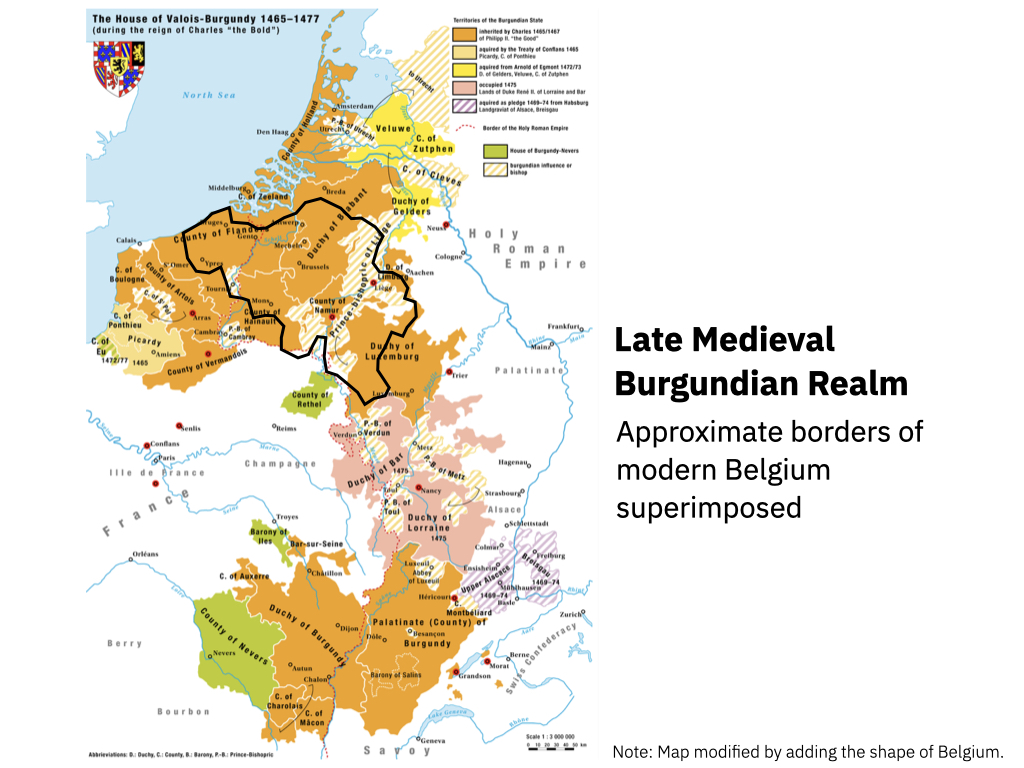 The House of Valois-Burgundy 1465–1477
(during the reign of Charles “the Bold”)
Territories of the Burgundian State
inherited by Charles 1465/1467
of Philipp II. “the Good”
aquired by the Treaty of Conflans 1465
Picardy, C. of Ponthieu
aquired from Arnold of Egmont 1472/73
D. of Gelders, Veluwe, C. of Zutphen
occupied 1475
Lands of Duke René II. of Lorraine and Bar
aquired as pledge 1469–74 from Habsburg
Landgraviat of Alsace, Breisgau
Border of the Holy Roman Empire
House of Burgundy-Nevers
burgundian influence or
bishop
North Sea
to Utrecht
Amsterdam
County of Holland
Den Haag
Utrecht
P.-B. of Utrecht
Veluwe
C. of
Zutphen
C. of Cleves
Middelburg
C. of Zeeland
Breda
Duchy of
Gelders
Neuss
Holy
Roman
Empire
Calais
Bruges
County of Flanders
Gent
Antwerp
Mecheln
Duchy of Brabant
Prince-bishopric of Liège
Cologne
C. of
Boulogne
St'Omer
Ypres
Brussels
D. of
Limburg
Aachen
Liège
County of Artois
C. of St' Pol
Tournai
Mons
County of
Hainault
County of
Namur
Arras
C. of
Ponthieu
Cambrai
P.-B. of
Cambray
C. of
Eu
1472/77
Picardy
1465
Amiens
County of Vermandois
Duchy of
Luxemburg
Luxemburg
Trier
Frankfurt
Rhine
Main
Mainz
Palatinate
County of
Rethel
Senlis
Reims
Conflans
Paris
Ile de France
Marne
Champagne
Verdun
P.-B. of
Verdun
Metz
P.-B. of Metz
Duchy of Bar
1475
Toul
P. B. of
Toul
Nancy
Hagenau
Strasbourg
Alsace
Duchy of
Lorraine
1475
Schlettstadt
France
Seine
Troyes
Barony of
Iles
Bar-sur-Seine
Orléans
Loire
C. of Auxerre
Châtillon
Colmar
Freiburg
Breisgau
1469–74
Ensisheim
Upper Alsace
1469–74
Mühlhausen
Basle
Rhine
Luxeuil
Abbey
of Luxeuil
Héricourt
C.
Montbéliard
Zurich
Aare
County of Nevers
Nevers
Duchy of Burgundy
Dijon
Palatinate (County) of
Burgundy
Besançon
Dôle
Berry
Autun
Chalon
Barony of Salins
Berne
Morat
Grandson
Swiss Confederacy
Bourbon
C. of
Charolais
C. of
Mâcon
Lake Geneva
Rhône
Geneva
Savoy
Scale 1 : 3 000 000
0 10 20 30 40 50 km
Abbreviations: D.: Duchy, C.: County, B.: Barony, P.-B.: Prince-Bishopric
Late Medieval
Burgundian Realm
Approximate borders of
modern Belgium
superimposed
Note: Map modified by adding the shape of Belgium.